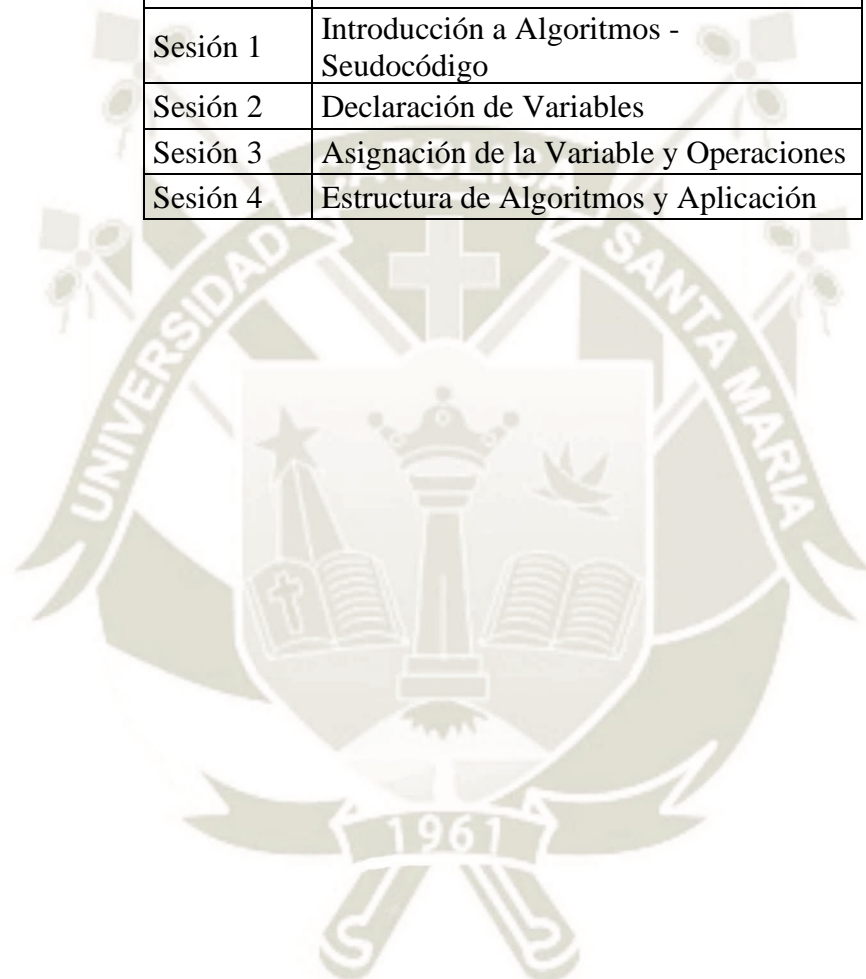 Sesión 1
Introducción a Algoritmos -
Seudocódigo
Sesión 2
Declaración de Variables
Sesión 3
Asignación de la Variable y Operaciones
Sesión 4
Estructura de Algoritmos y Aplicación
UNIVERSIDAD
CATOLICA
SANTA MARIA
1961